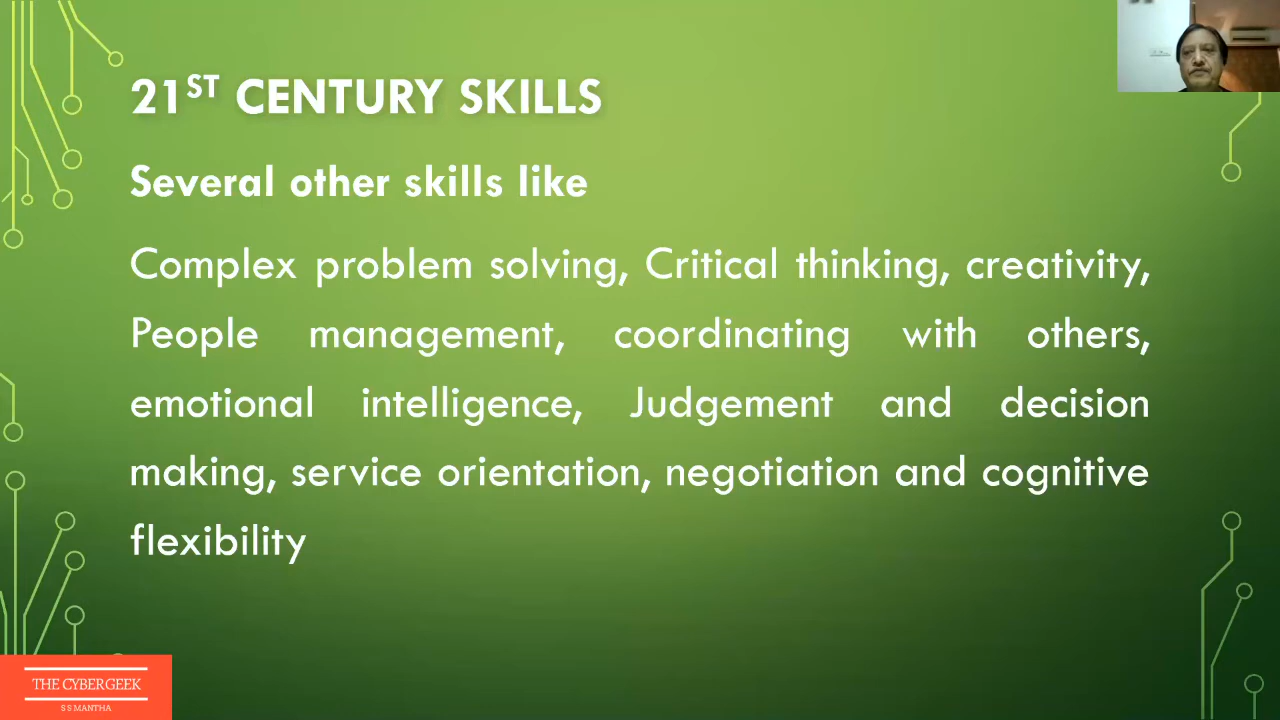 21ST CENTURY SKILLS
Several other skills like
Complex problem solving, Critical thinking, creativity,
People management, coordinating with others,
emotional intelligence, Judgement and decision
making, service orientation, negotiation and cognitive
flexibility
THE CYBERGEEK
S S MANTHA